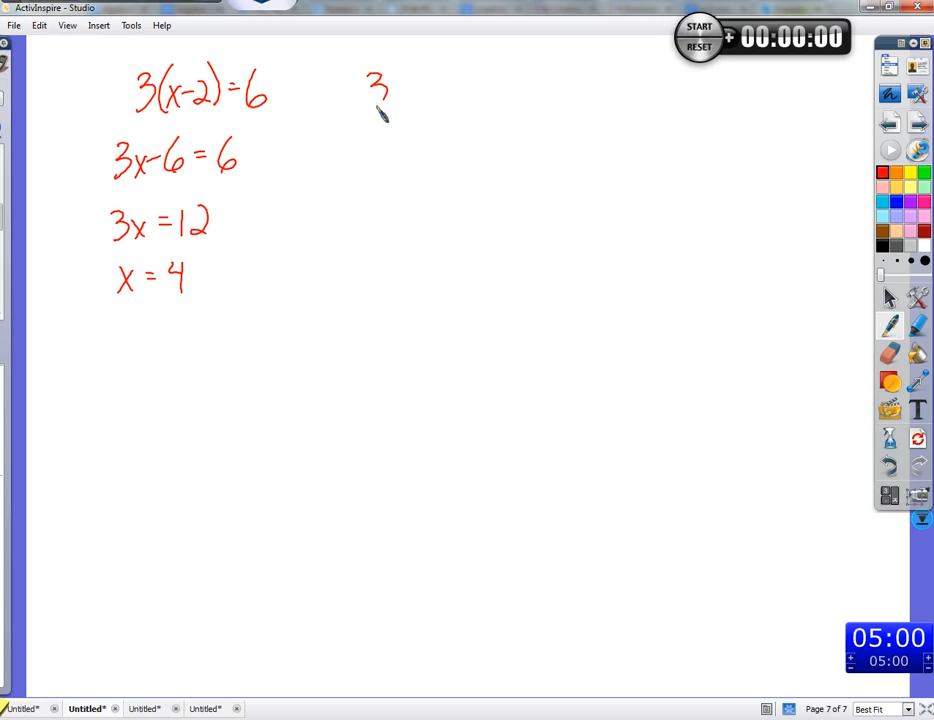 ActivInspire - Studio
File Edit View Insert Tools Help
START
RESET
00:00:00
3(x-2)=6
3
3x-6=6
3x=12
x=4
T
05:00
05:00
Untitled* Untitled* Untitled* Untitled*
Page 7 of 7 Best Fit